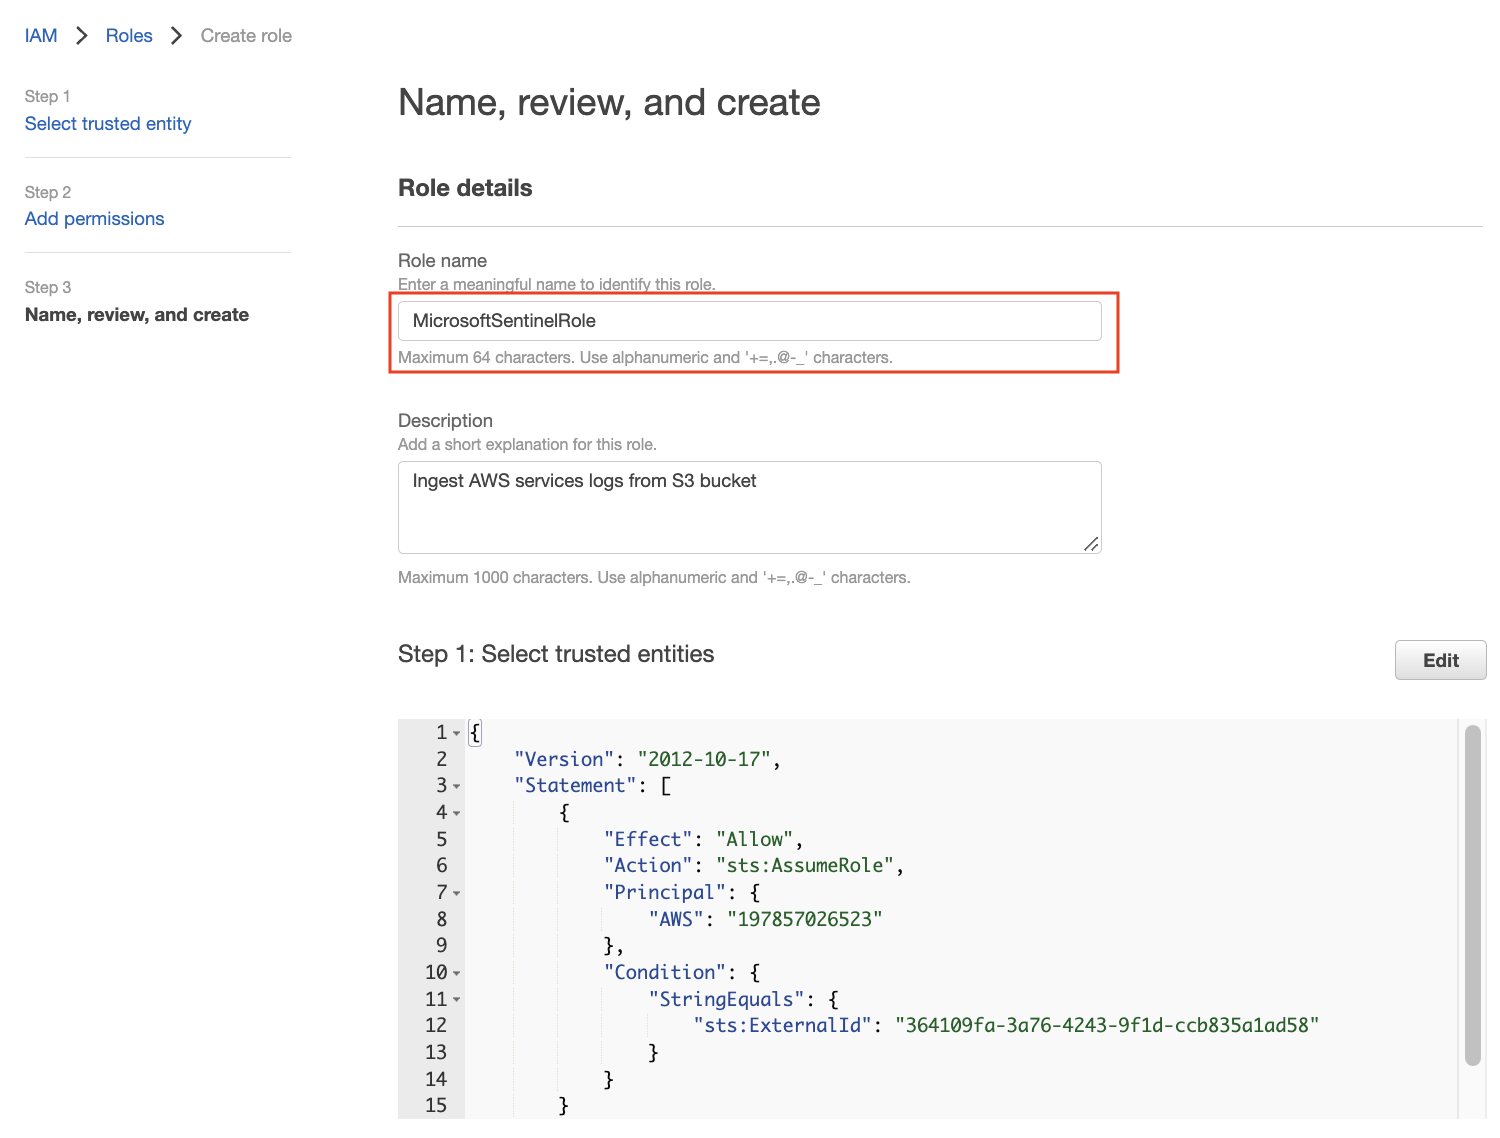 IAM > Roles > Create role
Step 1
Select trusted entity
Step 2
Add permissions
Step 3
Name, review, and create
Name, review, and create
Role details
Role name
Enter a meaningful name to identify this role.
MicrosoftSentinelRole
Maximum 64 characters. Use alphanumeric and '+=,.@-_' characters.
Description
Add a short explanation for this role.
Ingest AWS services logs from S3 bucket
Maximum 1000 characters. Use alphanumeric and '+=,.@-_' characters.
Step 1: Select trusted entities
Edit
1 {
2     "Version": "2012-10-17",
3     "Statement": [
4         {
5             "Effect": "Allow",
6             "Action": "sts:AssumeRole",
7             "Principal": {
8                 "AWS": "197857026523"
9             },
10             "Condition": {
11                 "StringEquals": {
12                     "sts:ExternalId": "364109fa-3a76-4243-9f1d-ccb835a1ad58"
13                 }
14             }
15         }